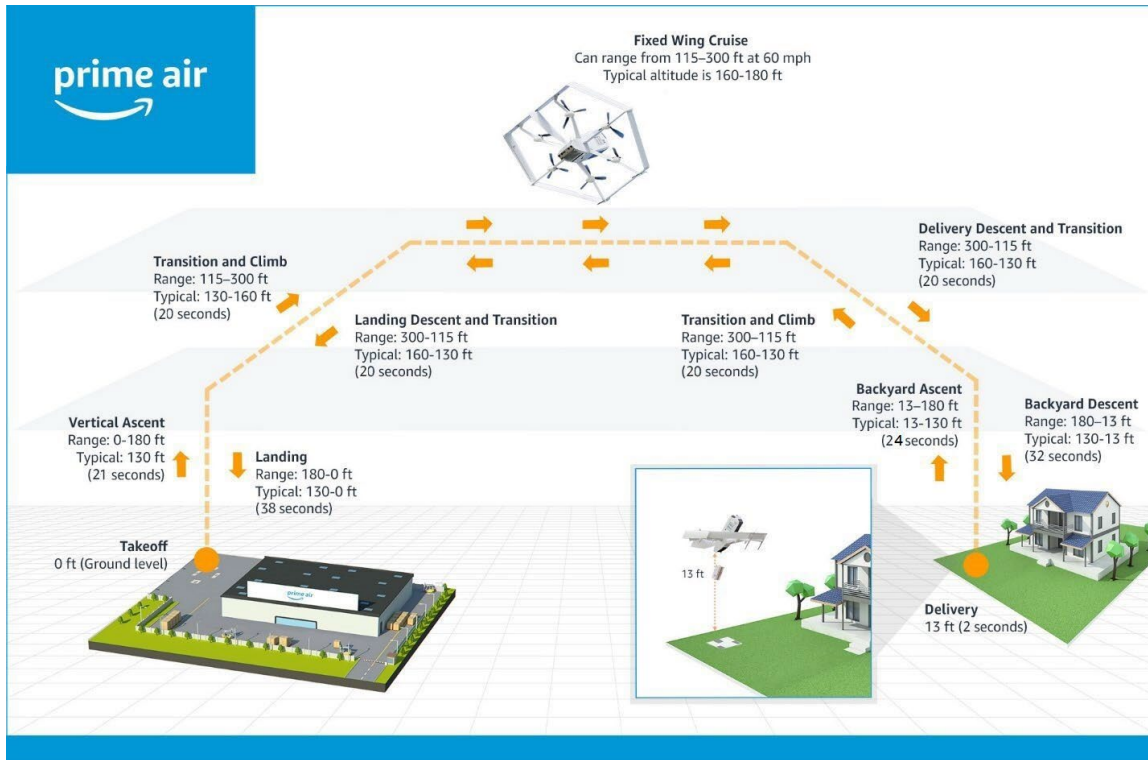 prime air
Fixed Wing Cruise
Can range from 115–300 ft at 60 mph
Typical altitude is 160-180 ft
Transition and Climb
Range: 115–300 ft
Typical: 130-160 ft
(20 seconds)
Landing Descent and Transition
Range: 300-115 ft
Typical: 160-130 ft
(20 seconds)
Transition and Climb
Range: 300–115 ft
Typical: 160-130 ft
(20 seconds)
Delivery Descent and Transition
Range: 300-115 ft
Typical: 160-130 ft
(20 seconds)
Vertical Ascent
Range: 0-180 ft
Typical: 130 ft
(21 seconds)
Landing
Range: 180-0 ft
Typical: 130-0 ft
(38 seconds)
Backyard Ascent
Range: 13–180 ft
Typical: 13-130 ft
(24 seconds)
Backyard Descent
Range: 180–13 ft
Typical: 130-13 ft
(32 seconds)
Takeoff
0 ft (Ground level)
prime air
13 ft
Delivery
13 ft (2 seconds)